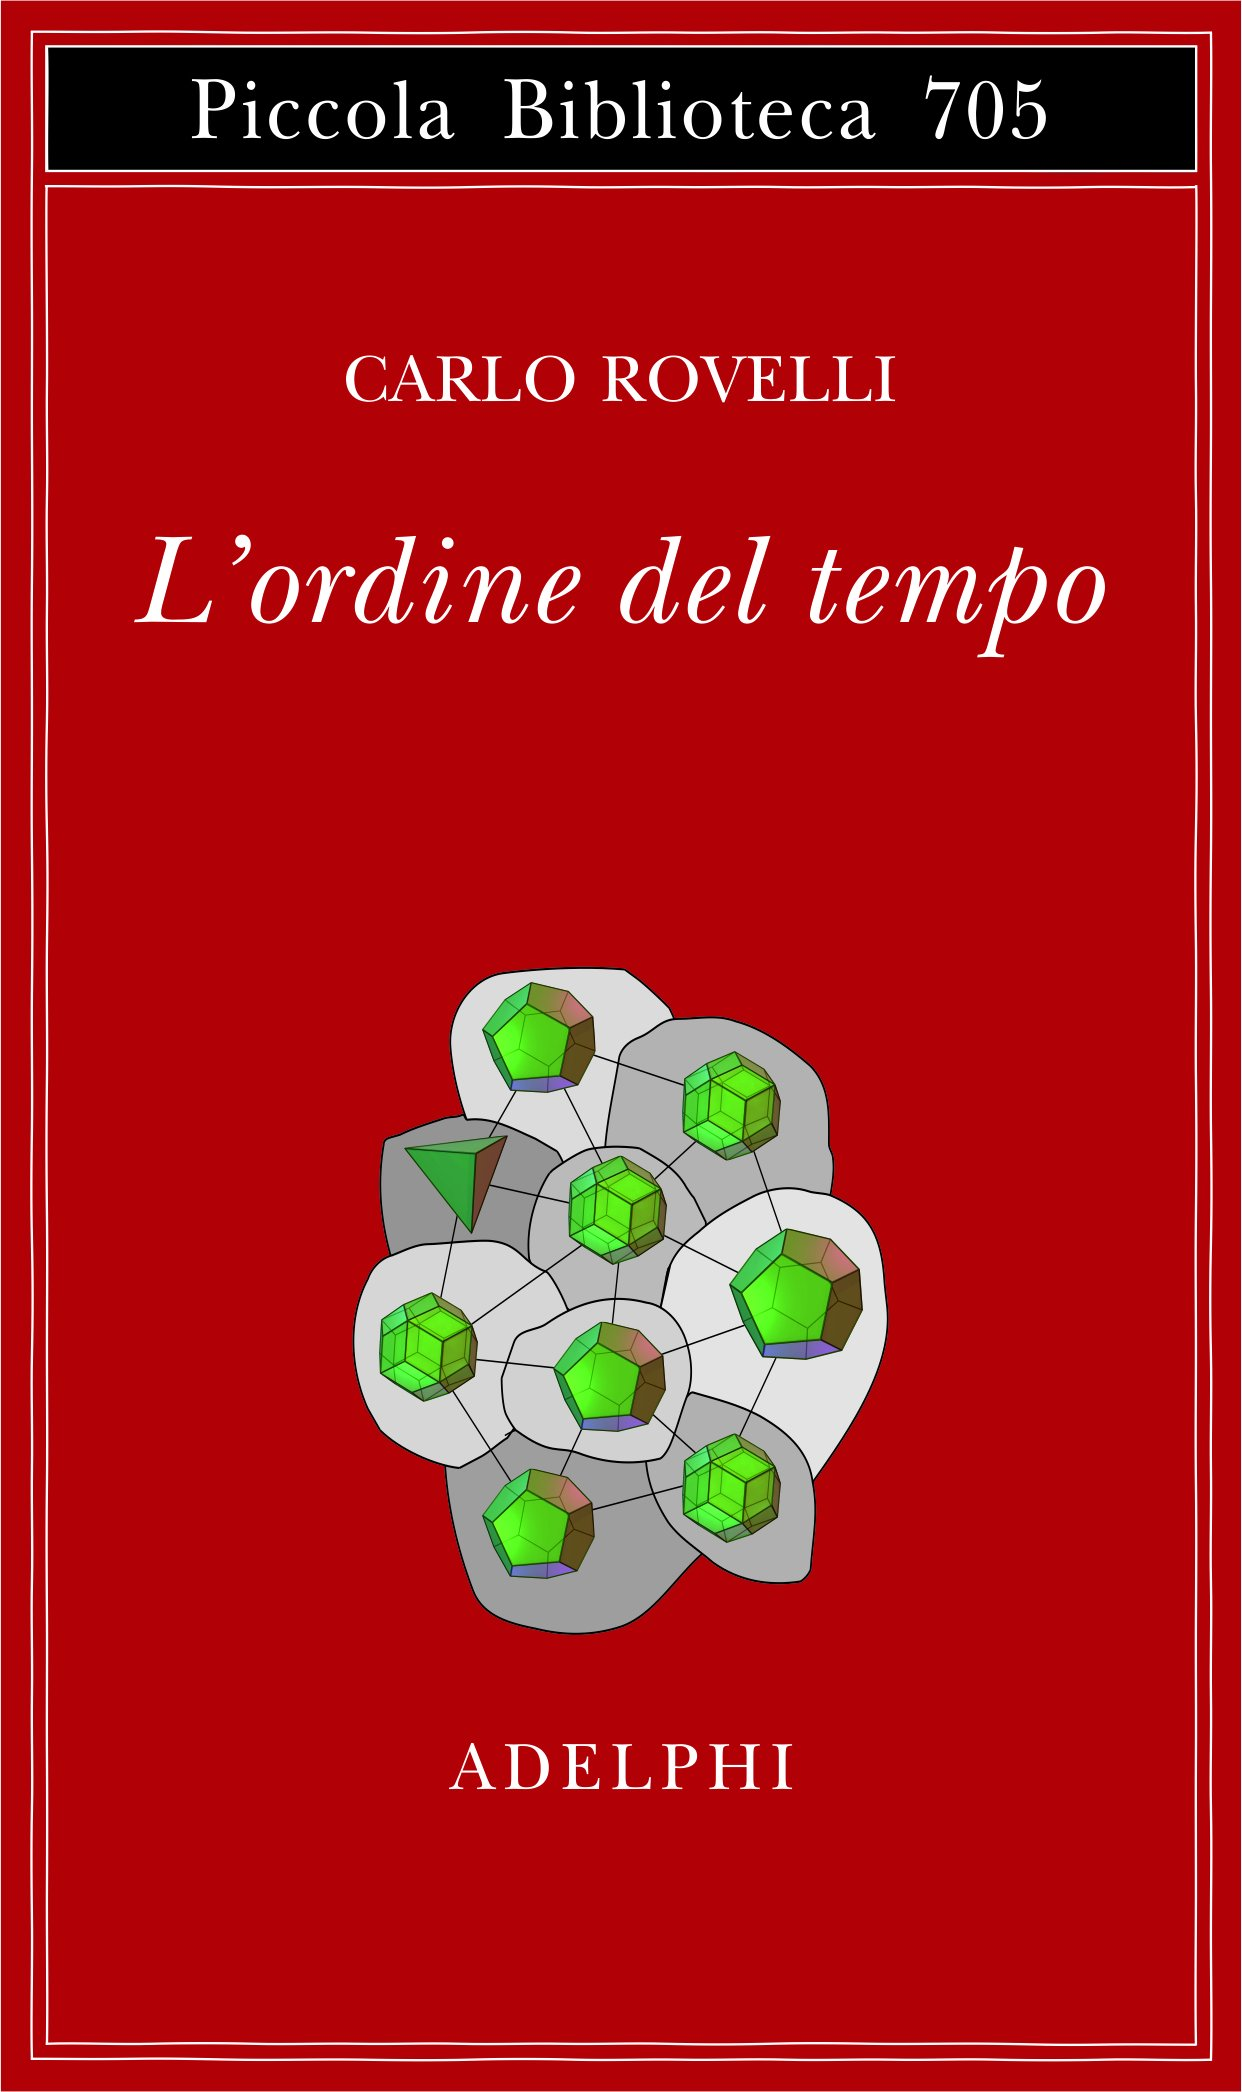 Piccola Biblioteca 705
CARLO ROVELLI
L’ordine del tempo
ADELPHI